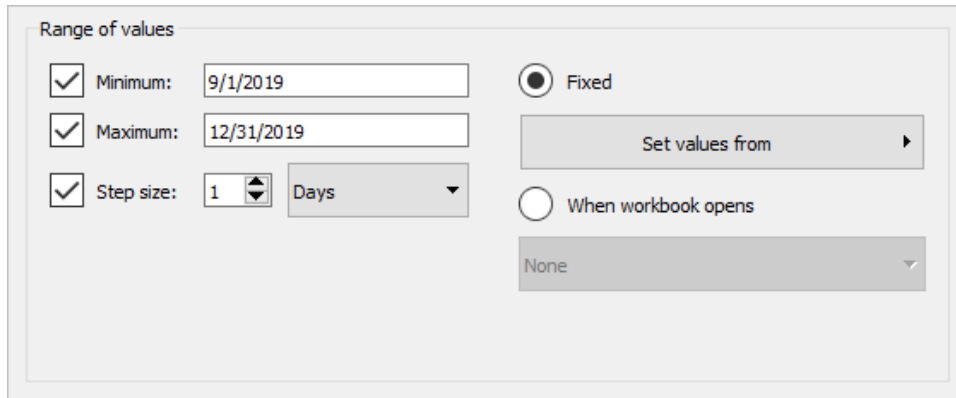 Range of values
Minimum: 9/1/2019
Maximum: 12/31/2019
Step size: 1 Days
Fixed
Set values from
When workbook opens
None